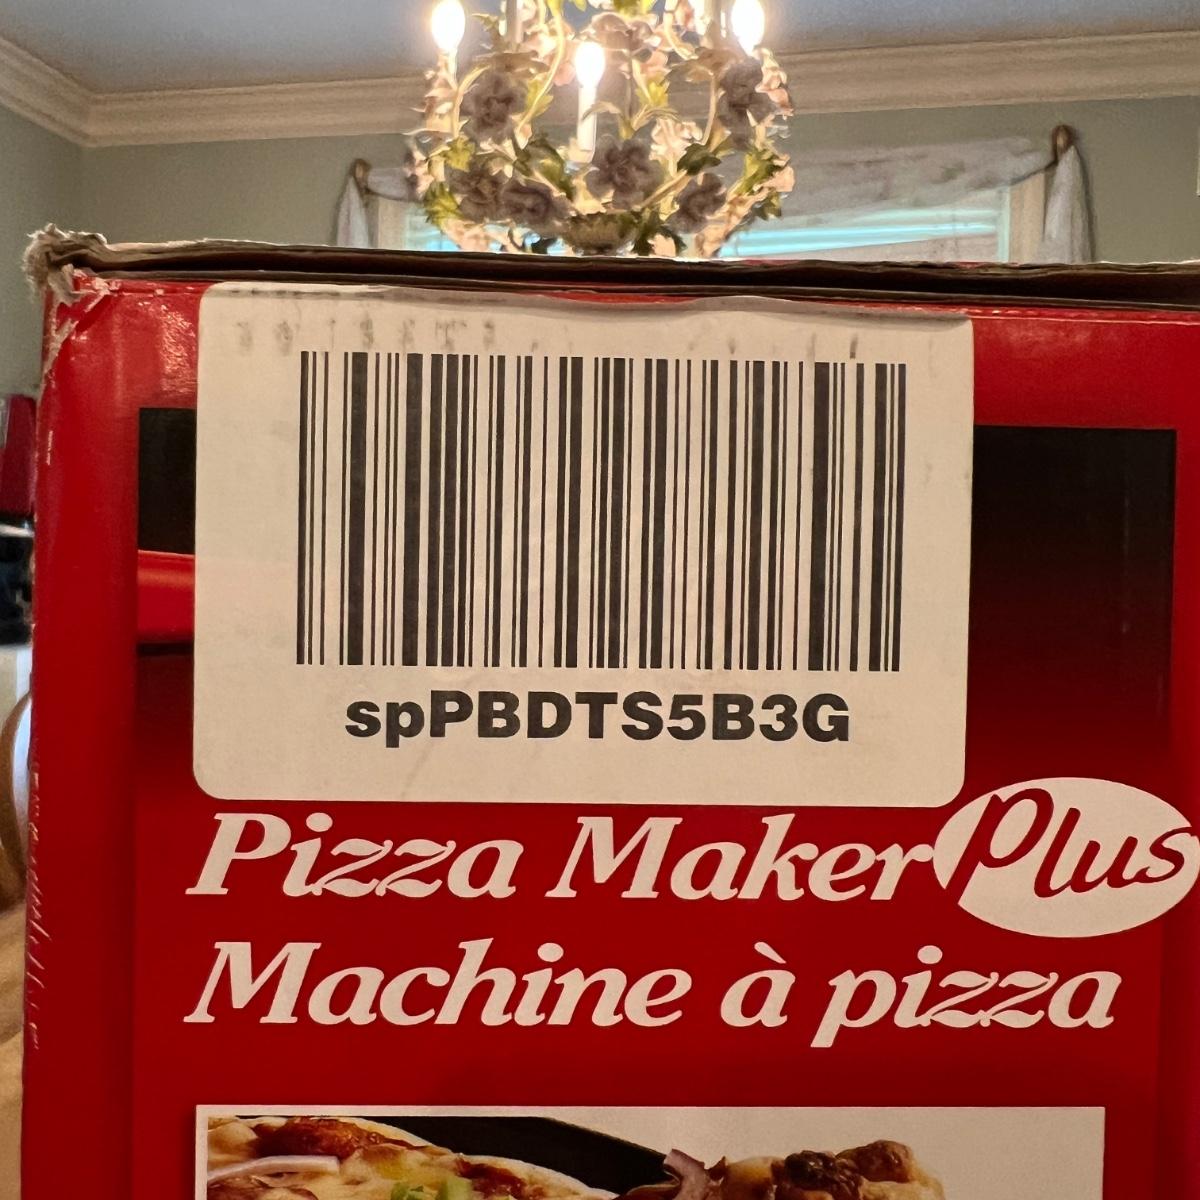 spPBDTS5B3G
Pizza Maker Plus
Machine à pizza